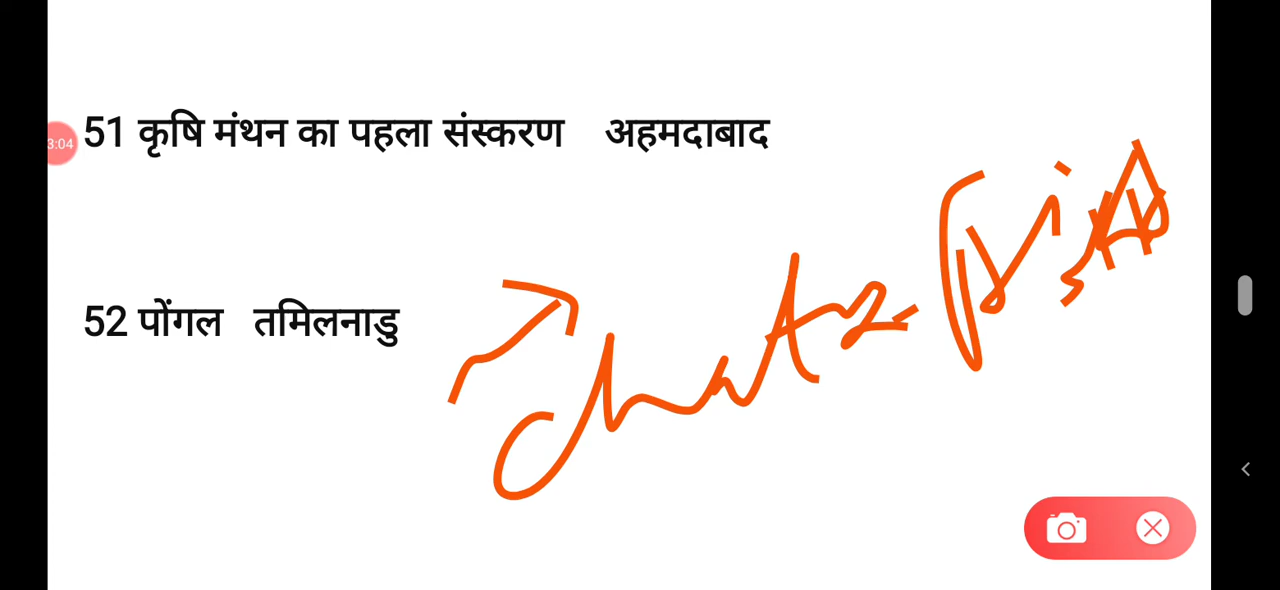 51 कृषि मंथन का पहला संस्करण अहमदाबाद
3:04
52 पोंगल तमिलनाडु